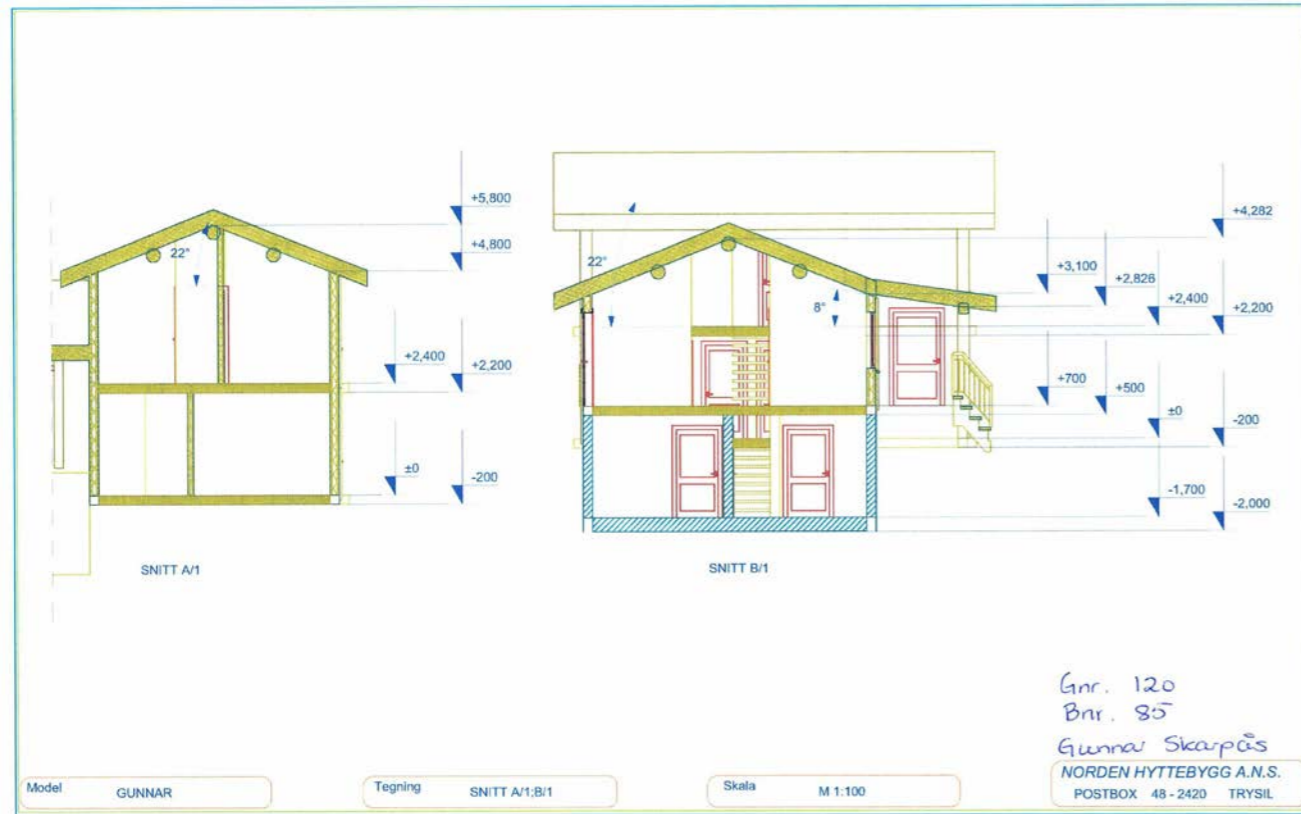 +5,800
+4,800
22°
+2,400
+2,200
±0
-200
SNITT A/1
+4,282
22°
+3,100
+2,826
+2,400
+2,200
8°
+700
+500
±0
-200
-1,700
-2,000
SNITT B/1
Gnr. 120
Bnr. 85
Gunnar Skarpås
Model GUNNAR
Tegning SNITT A/1;B/1
Skala M 1:100
NORDEN HYTTEBYGG A.N.S.
POSTBOX 48 - 2420 TRYSIL